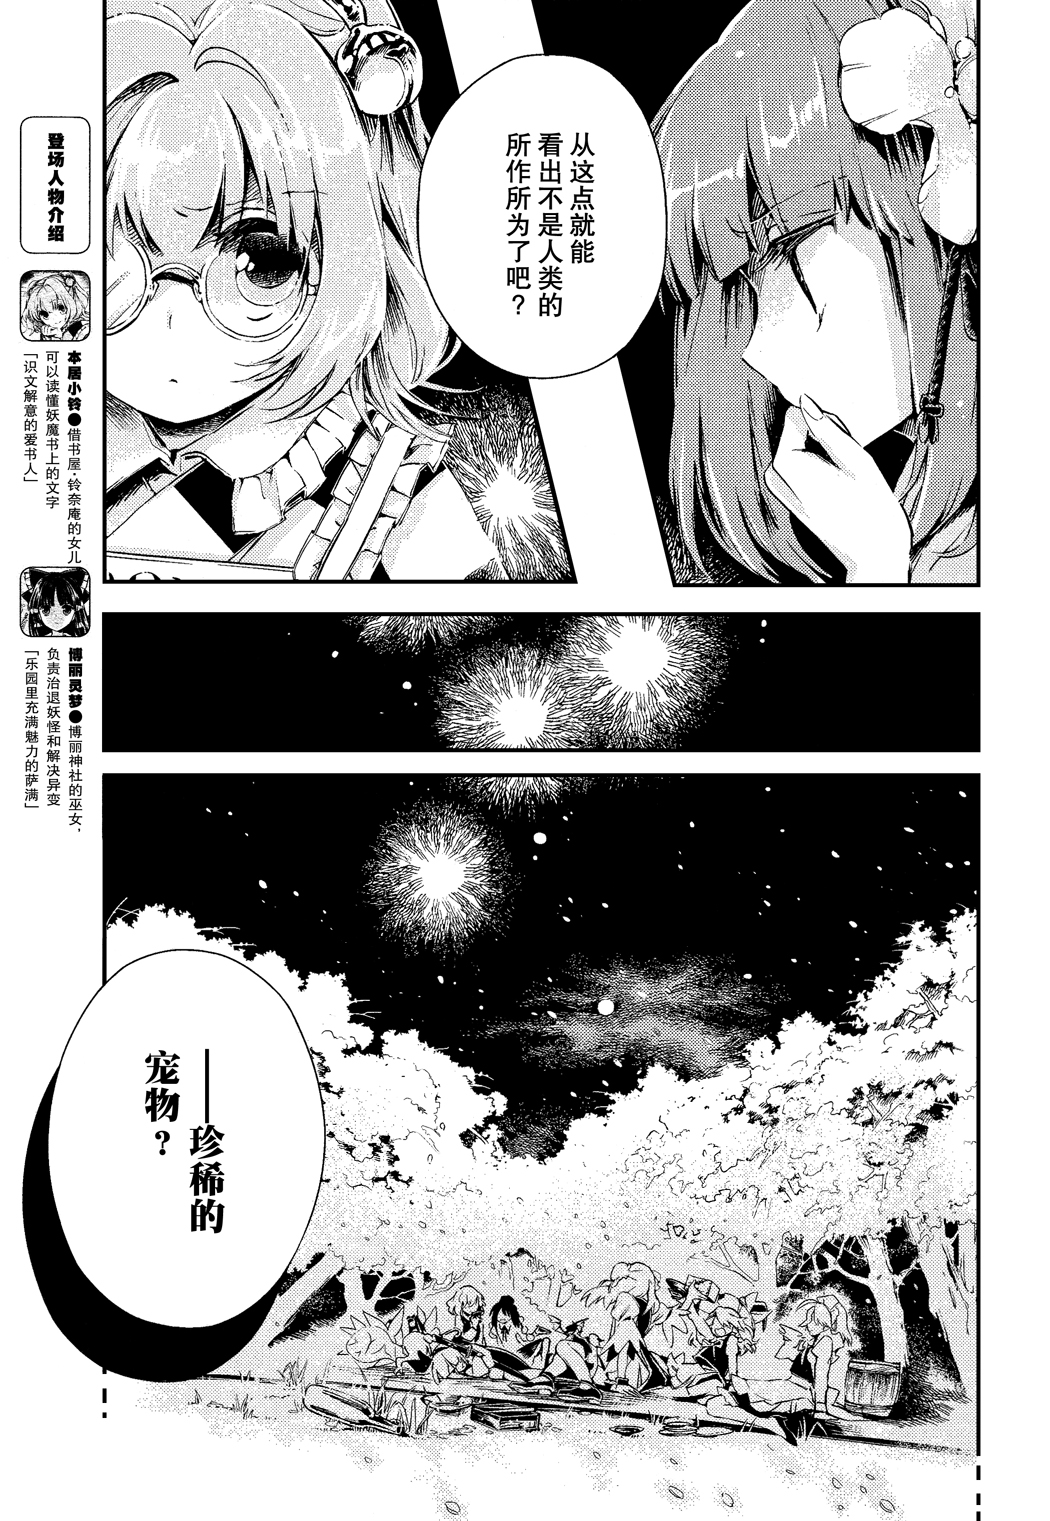 从这点就能
看出不是人类的
所作所为了吧？
——珍稀的
宠物？
登场人物介绍
本居小铃●借书屋·铃奈庵的女儿
可以读懂妖魔书上的文字
「识文解意的爱书人」
博丽灵梦●博丽神社的巫女，
负责治退妖怪和解决异变
「乐园里充满魅力的萨满」